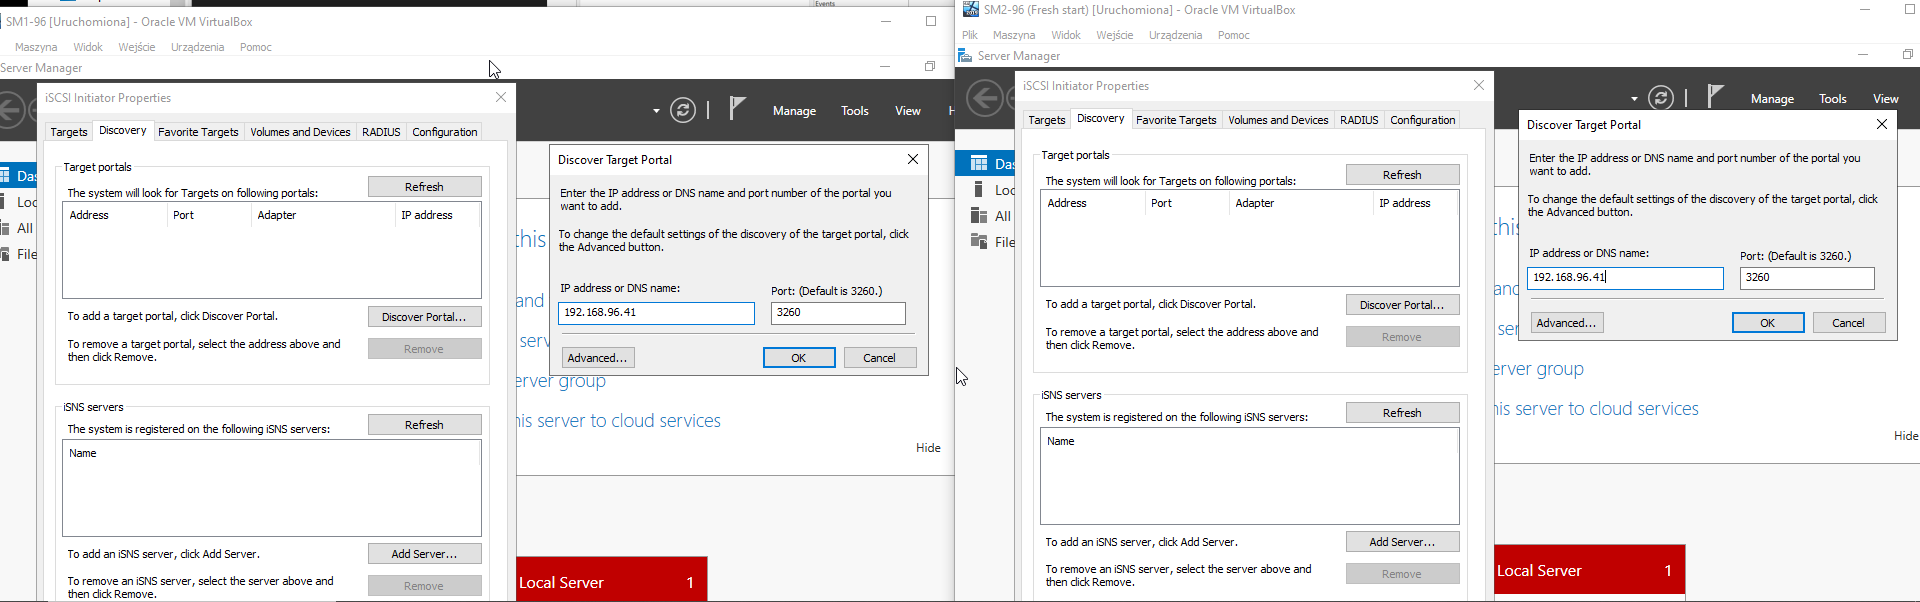 Events
SM1-96 [Uruchomiona] - Oracle VM VirtualBox
Maszyna Widok Wejście Urządzenia Pomoc
Server Manager
iSCSI Initiator Properties
Manage Tools View H
Targets Discovery Favorite Targets Volumes and Devices RADIUS Configuration
Target portals
The system will look for Targets on following portals:
Refresh
Address Port Adapter IP address
To add a target portal, click Discover Portal.
Discover Portal...
To remove a target portal, select the address above and
then click Remove.
Remove
iSNS servers
The system is registered on the following iSNS servers:
Refresh
Name
To add an iSNS server, click Add Server.
Add Server...
To remove an iSNS server, select the server above and
then click Remove.
Remove
Das
Loc
All
File
Discover Target Portal
Enter the IP address or DNS name and port number of the portal you
want to add.
To change the default settings of the discovery of the target portal, click
the Advanced button.
IP address or DNS name:
Port: (Default is 3260.)
192.168.96.41
3260
Advanced...
OK
Cancel
this
and
serv
erver group
his server to cloud services
Hide
Local Server 1
SM2-96 (Fresh start) [Uruchomiona] - Oracle VM VirtualBox
Plik Maszyna Widok Wejście Urządzenia Pomoc
Server Manager
iSCSI Initiator Properties
Manage Tools View
Targets Discovery Favorite Targets Volumes and Devices RADIUS Configuration
Target portals
The system will look for Targets on following portals:
Refresh
Address Port Adapter IP address
To add a target portal, click Discover Portal.
Discover Portal...
To remove a target portal, select the address above and
then click Remove.
Remove
iSNS servers
The system is registered on the following iSNS servers:
Refresh
Name
To add an iSNS server, click Add Server.
Add Server...
To remove an iSNS server, select the server above and
then click Remove.
Remove
Das
Loc
All
File
Discover Target Portal
Enter the IP address or DNS name and port number of the portal you
want to add.
To change the default settings of the discovery of the target portal, click
the Advanced button.
IP address or DNS name:
Port: (Default is 3260.)
192.168.96.41
3260
Advanced...
OK
Cancel
this
and
ser
erver group
his server to cloud services
Hide
Local Server 1